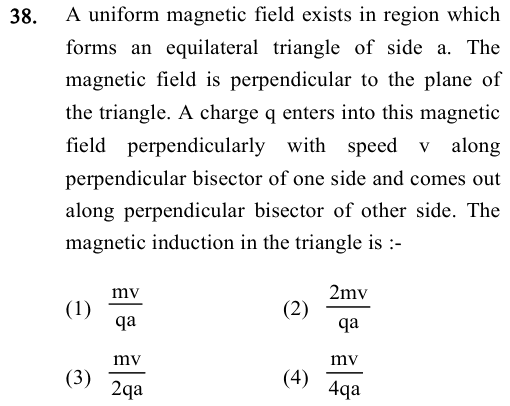 38. A uniform magnetic field exists in region which
forms an equilateral triangle of side a. The
magnetic field is perpendicular to the plane of
the triangle. A charge q enters into this magnetic
field perpendicularly with speed v along
perpendicular bisector of one side and comes out
along perpendicular bisector of other side. The
magnetic induction in the triangle is :-
(1) mv/qa (2) 2mv/qa
(3) mv/2qa (4) mv/4qa